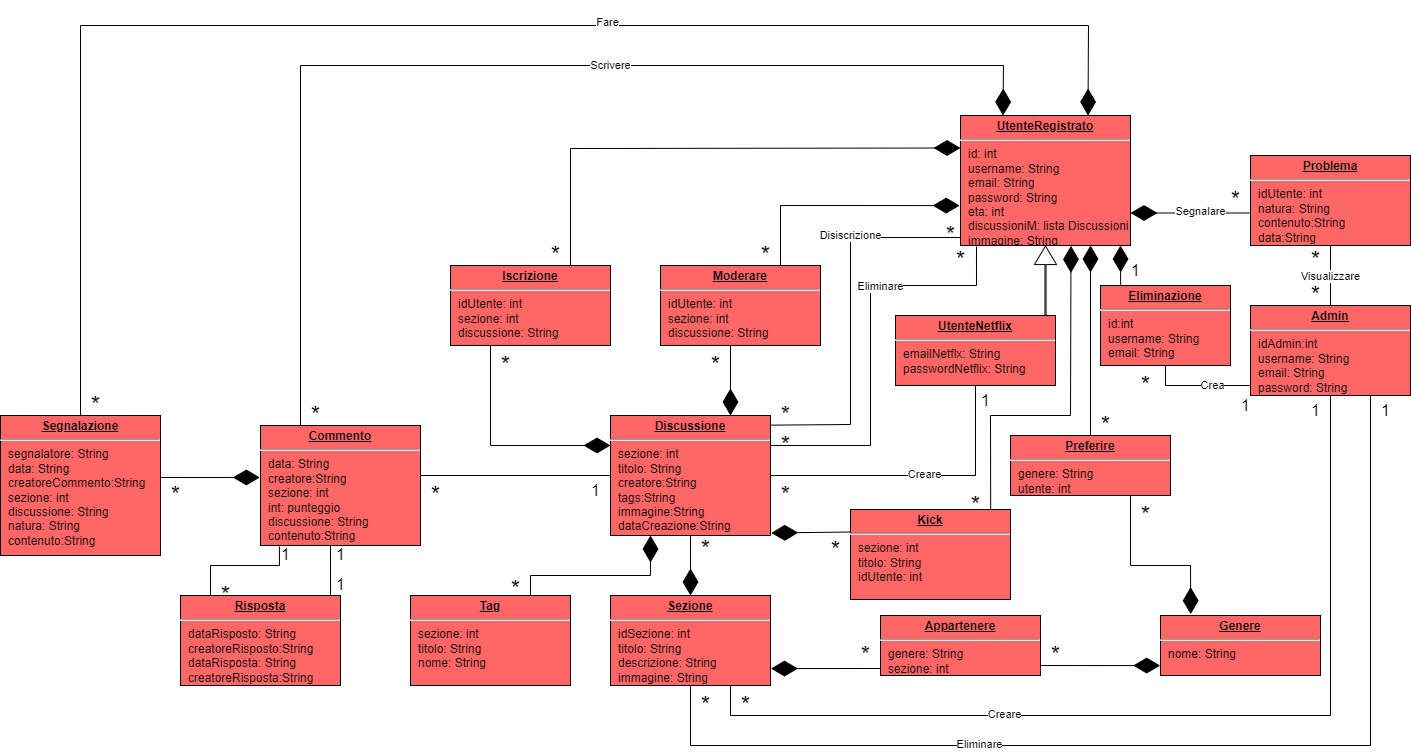 Fare
Scrivere
UtenteRegistrato
id: int
username: String
email: String
password: String
eta: int
discussioniM: lista Discussioni
immagine: String
Problema
idUtente: int
natura: String
contenuto:String
data:String
*
Segnalare
Disiscrizione
*
*
*
*
Eliminare
1
*
Visualizzare
*
Iscrizione
idUtente: int
sezione: int
discussione: String
Moderare
idUtente: int
sezione: int
discussione: String
Eliminazione
id:int
username: String
email: String
Admin
idAdmin:int
username: String
email: String
password: String
UtenteNetflix
emailNetflx: String
passwordNetflix: String
*
*
*
Crea
1
1
1
*
*
*
1
*
*
Segnalazione
segnalatore: String
data: String
creatoreCommento:String
sezione: int
discussione: String
natura: String
contenuto:String
Commento
data: String
creatore:String
sezione: int
int: punteggio
discussione: String
contenuto:String
Discussione
sezione: int
titolo: String
creatore:String
tags:String
immagine:String
dataCreazione:String
Preferire
genere: String
utente: int
Creare
*
*
1
*
*
*
Kick
sezione: int
titolo: String
idUtente: int
*
*
1
1
*
1
*
Risposta
dataRisposto: String
creatoreRisposto:String
dataRisposta: String
creatoreRisposta:String
Tag
sezione: int
titolo: String
nome: String
Sezione
idSezione: int
titolo: String
descrizione: String
immagine: String
Appartenere
genere: String
sezione: int
Genere
nome: String
*
*
*
*
Creare
Eliminare